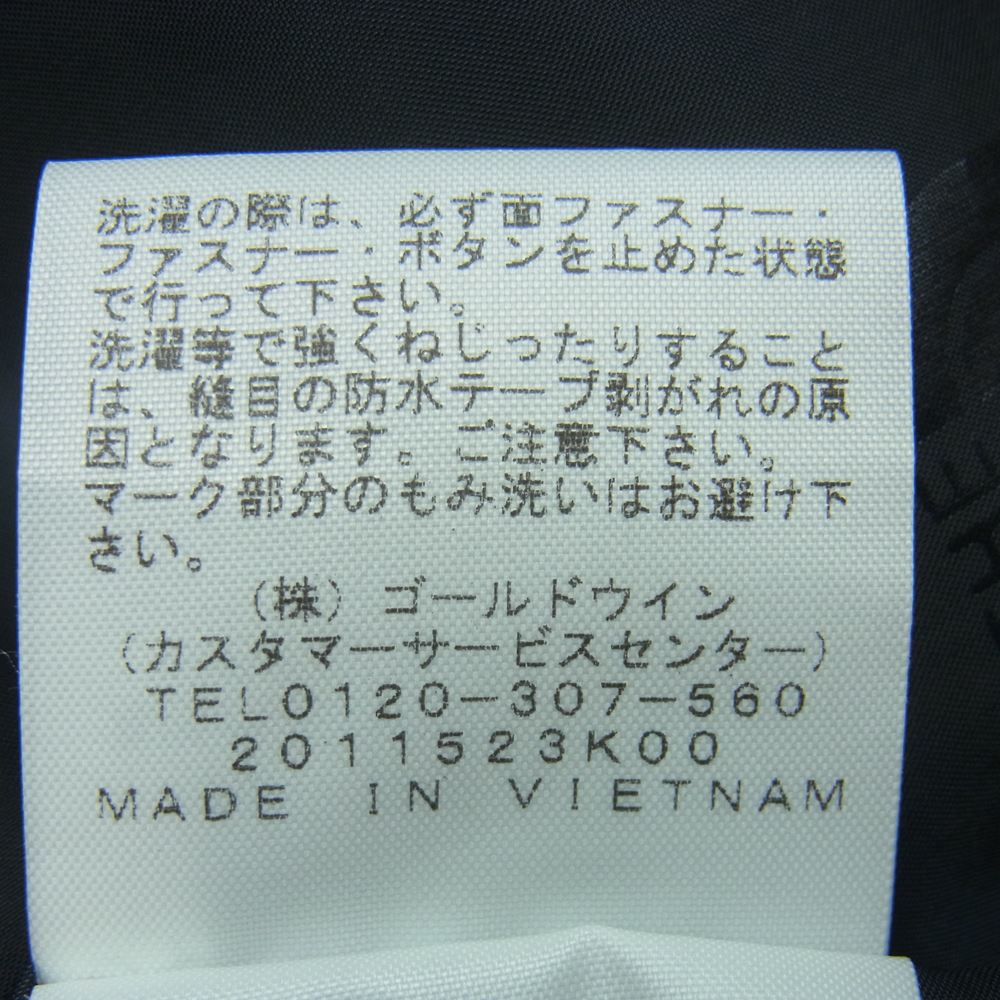 洗濯の際は、必ず面ファスナー・
ファスナー・ボタンを止めた状態
で行って下さい。
洗濯等で強くねじったりすること
は、縫目の防水テープ剥がれの原
因となります。ご注意下さい。
マーク部分のもみ洗いはお避け下
さい。
(株)ゴールドウイン
(カスタマーサービスセンター)
TEL0120-307-560
2011523K00
MADE IN VIETNAM